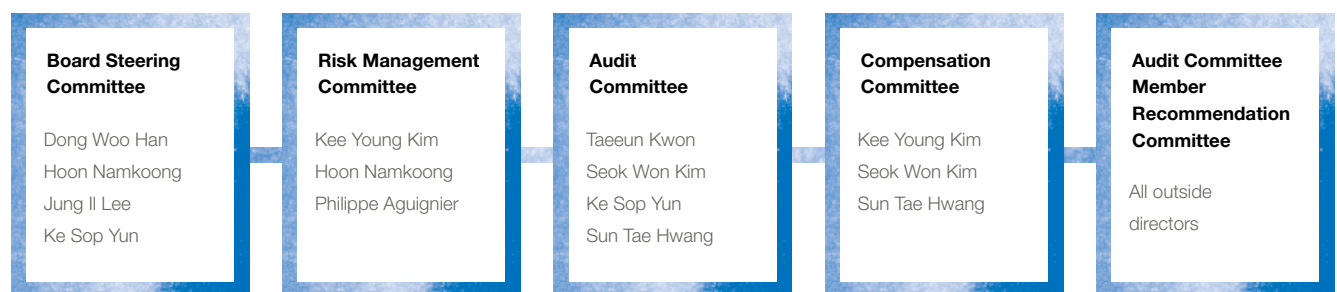 Board Steering
Committee
Dong Woo Han
Hoon Namkoong
Jung Il Lee
Ke Sop Yun
Risk Management
Committee
Kee Young Kim
Hoon Namkoong
Philippe Aguignier
Audit
Committee
Taeeun Kwon
Seok Won Kim
Ke Sop Yun
Sun Tae Hwang
Compensation
Committee
Kee Young Kim
Seok Won Kim
Sun Tae Hwang
Audit Committee
Member
Recommendation
Committee
All outside
directors